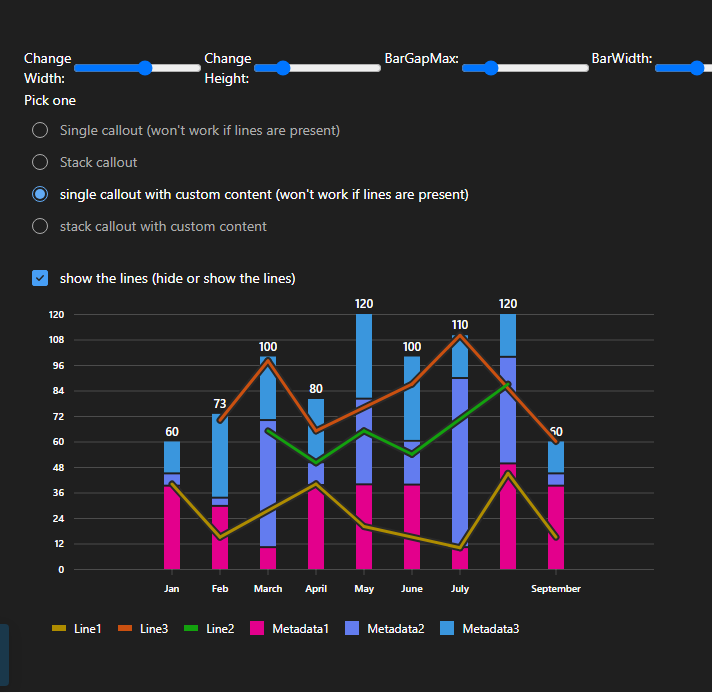 Change Width:
Change Height:
BarGapMax:
BarWidth:
Pick one
Single callout (won't work if lines are present)
Stack callout
single callout with custom content (won't work if lines are present)
stack callout with custom content
show the lines (hide or show the lines)
120
108
96
84
72
60
48
36
24
12
0
60
73
100
80
120
100
110
120
60
Jan Feb March April May June July September
Line1 Line3 Line2 Metadata1 Metadata2 Metadata3